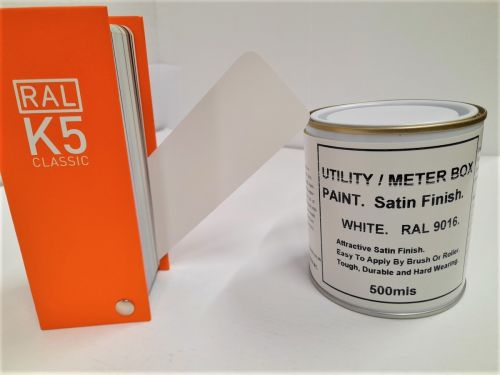 RAL
K5
CLASSIC
UTILITY / METER BOX
PAINT. Satin Finish.
WHITE. RAL 9016.
Attractive Satin Finish.
Easy To Apply By Brush Or Roller.
Tough, Durable and Hard Wearing.
500mls